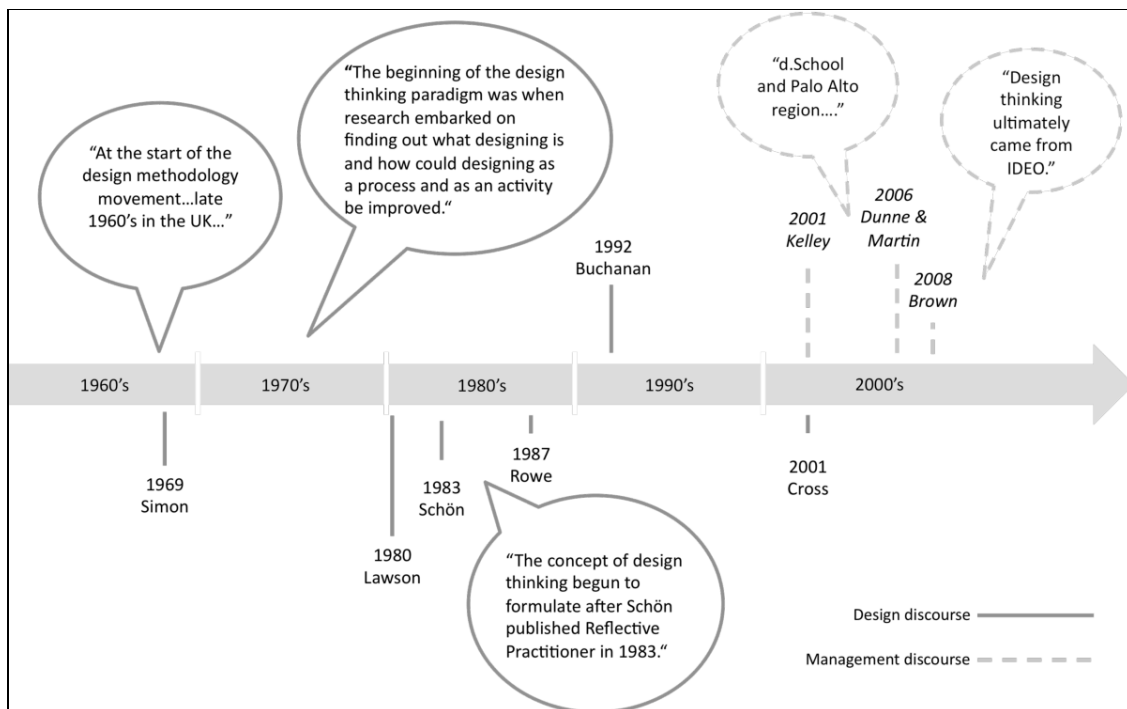 “At the start of the
design methodology
movement...late
1960’s in the UK...”
“The beginning of the design
thinking paradigm was when
research embarked on
finding out what designing is
and how could designing as
a process and as an activity
be improved.“
“d.School
and Palo Alto
region....”
“Design
thinking
ultimately
came from
IDEO.”
1992
Buchanan
2001
Kelley
2006
Dunne &
Martin
2008
Brown
1960’s
1970’s
1980’s
1990’s
2000’s
1969
Simon
1980
Lawson
1983
Schön
1987
Rowe
2001
Cross
“The concept of design
thinking begun to
formulate after Schön
published Reflective
Practitioner in 1983.“
Design discourse
Management discourse